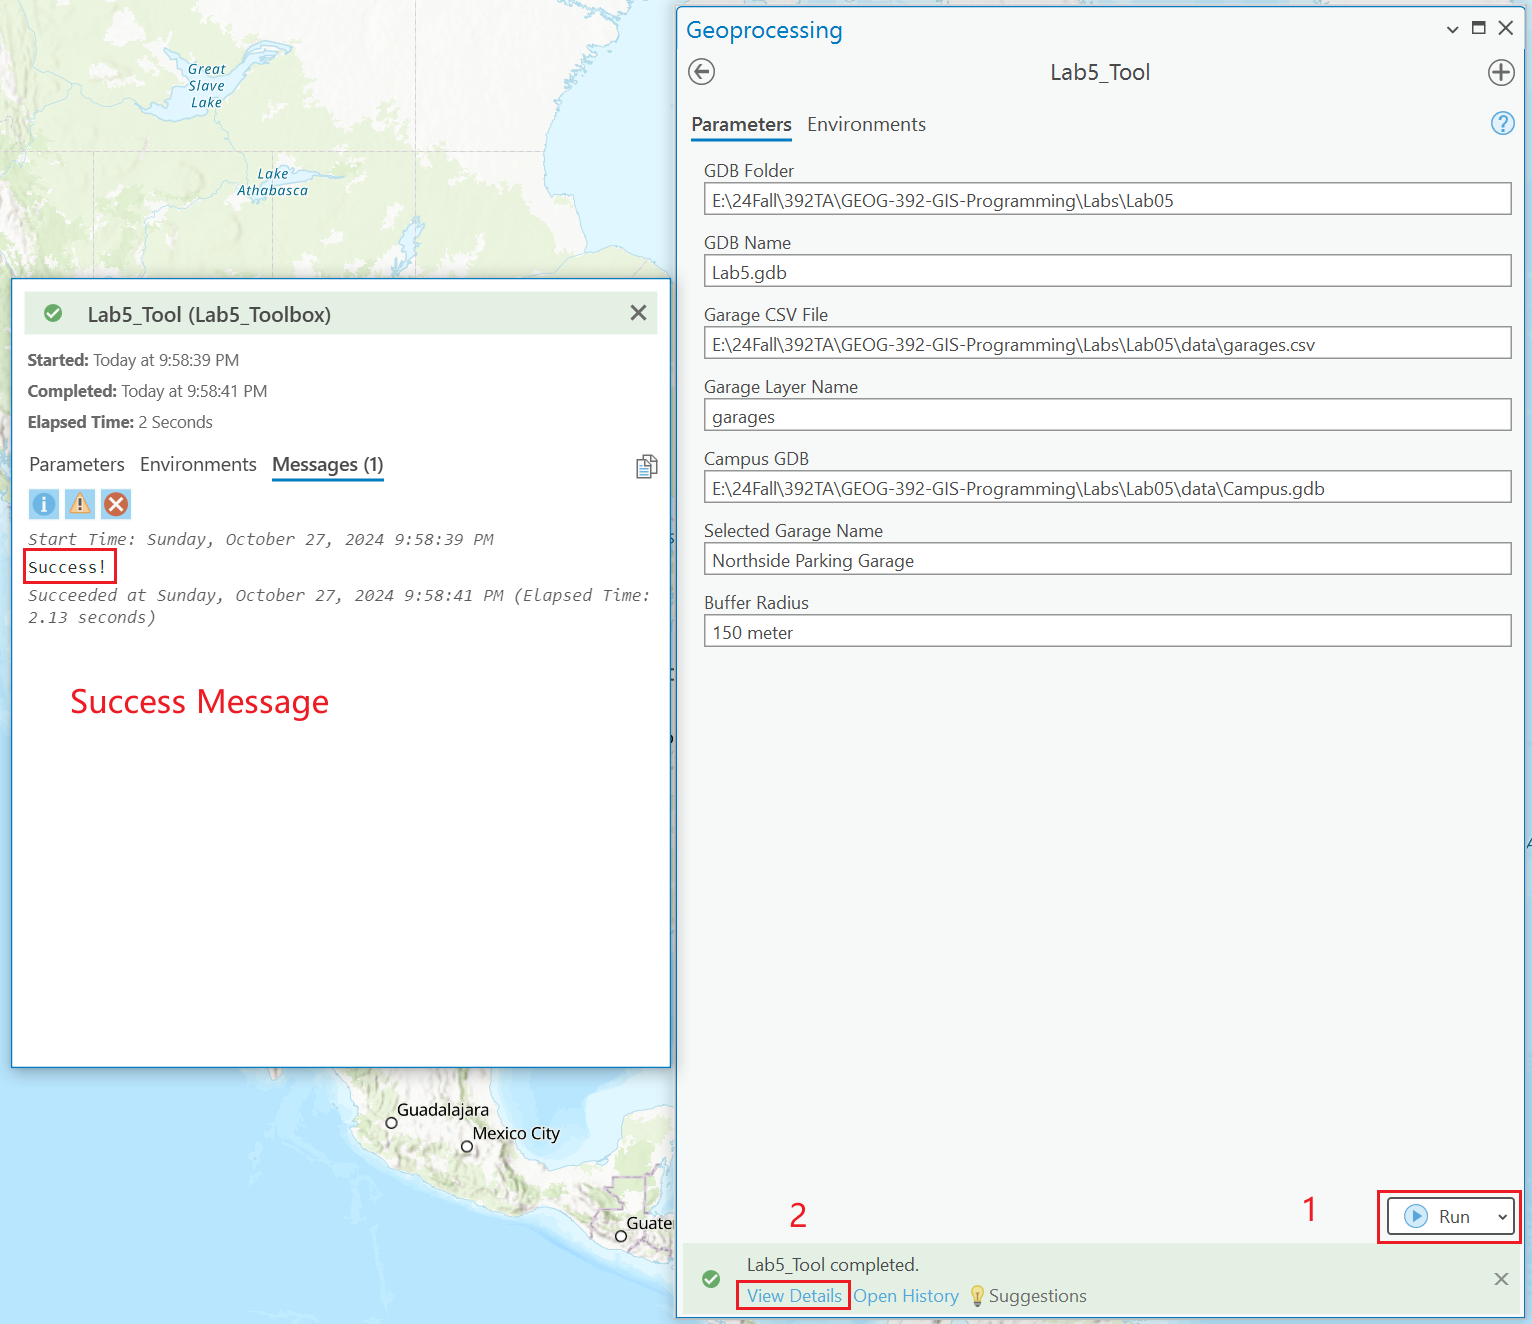 Great
Slave
Lake
Lake
Athabasca
Lab5_Tool (Lab5_Toolbox)
Started: Today at 9:58:39 PM
Completed: Today at 9:58:41 PM
Elapsed Time: 2 Seconds
Parameters Environments Messages (1)
Start Time: Sunday, October 27, 2024 9:58:39 PM
Success!
Succeeded at Sunday, October 27, 2024 9:58:41 PM (Elapsed Time:
2.13 seconds)
Success Message
Guadalajara
Mexico City
Guate
Geoprocessing
Lab5_Tool
Parameters Environments
GDB Folder
E:\24Fall\392TA\GEOG-392-GIS-Programming\Labs\Lab05
GDB Name
Lab5.gdb
Garage CSV File
E:\24Fall\392TA\GEOG-392-GIS-Programming\Labs\Lab05\data\garages.csv
Garage Layer Name
garages
Campus GDB
E:\24Fall\392TA\GEOG-392-GIS-Programming\Labs\Lab05\data\Campus.gdb
Selected Garage Name
Northside Parking Garage
Buffer Radius
150 meter
2 1
Run
Lab5_Tool completed.
View Details Open History Suggestions